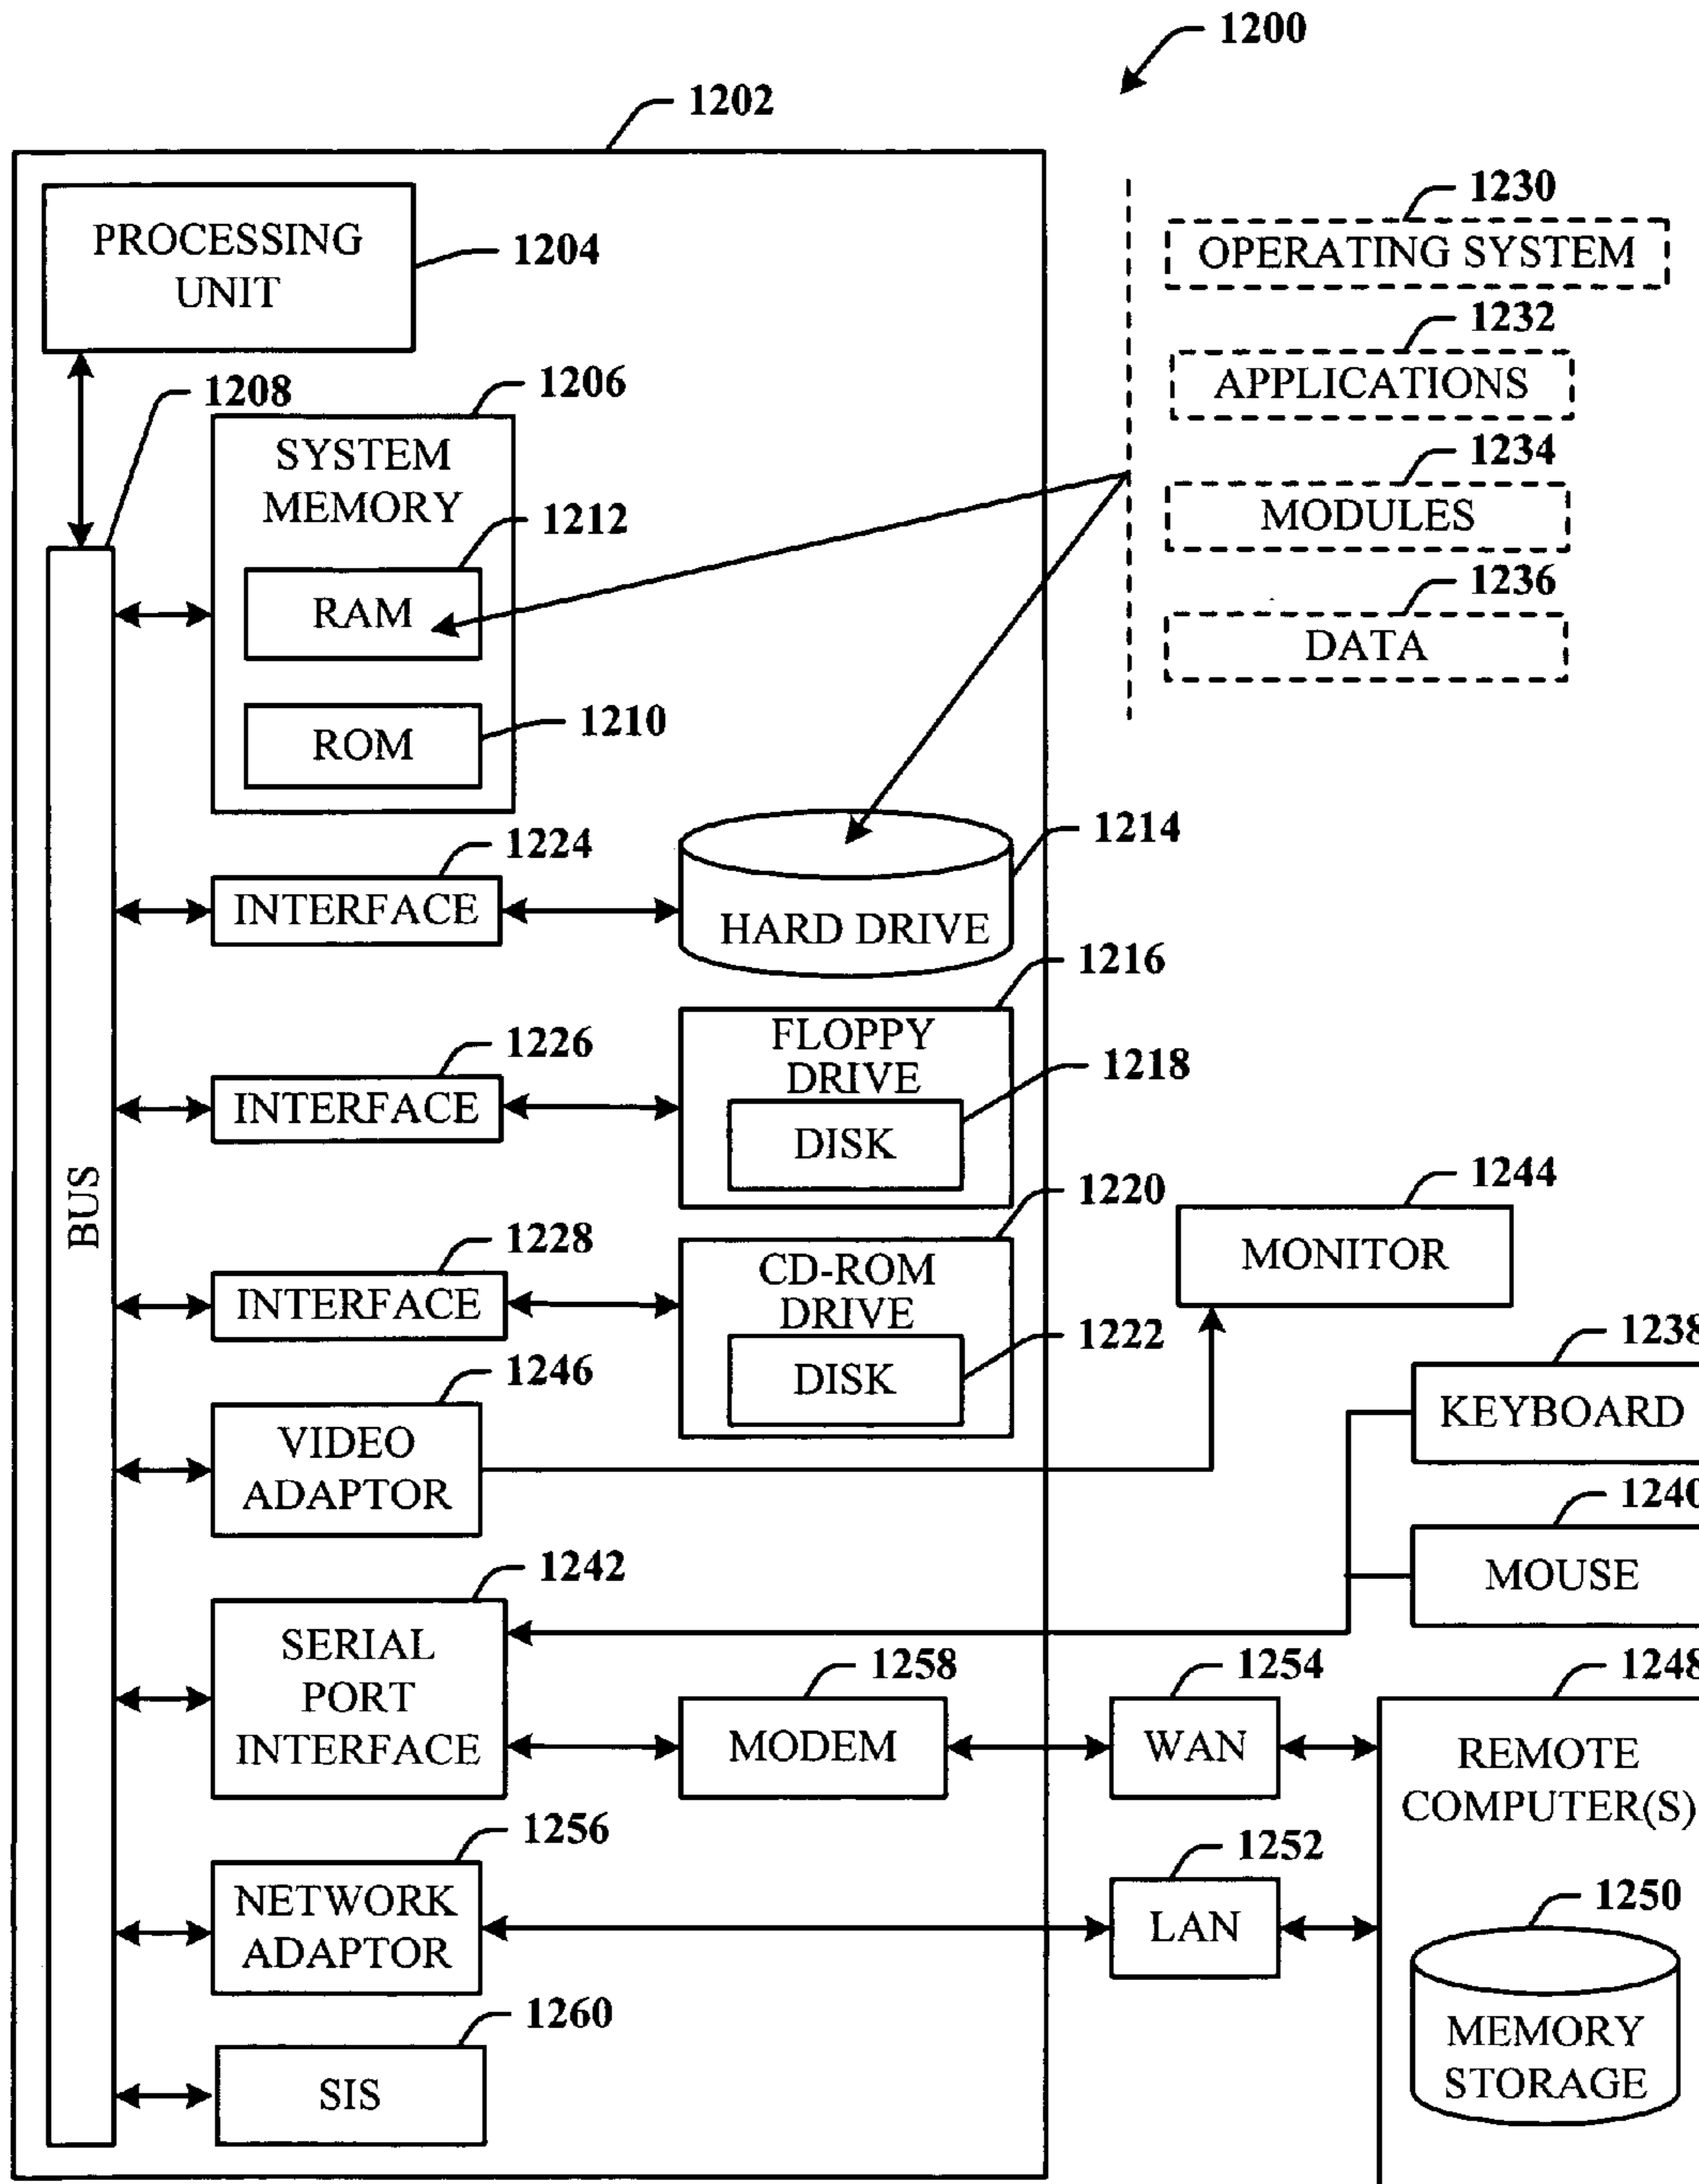 1200
1202
PROCESSING
UNIT
1204
1230
OPERATING SYSTEM
1232
APPLICATIONS
1234
MODULES
1236
DATA
1208
1206
SYSTEM
MEMORY
1212
RAM
1210
ROM
1224
INTERFACE
1214
HARD DRIVE
1216
1226
INTERFACE
FLOPPY
DRIVE
1218
DISK
BUS
1220
1244
MONITOR
1228
INTERFACE
CD-ROM
DRIVE
1222
DISK
1238
KEYBOARD
1246
VIDEO
ADAPTOR
1240
MOUSE
1242
SERIAL
PORT
INTERFACE
1258
MODEM
1254
WAN
1248
REMOTE
COMPUTER(S)
1256
NETWORK
ADAPTOR
1252
LAN
1250
MEMORY
STORAGE
1260
SIS